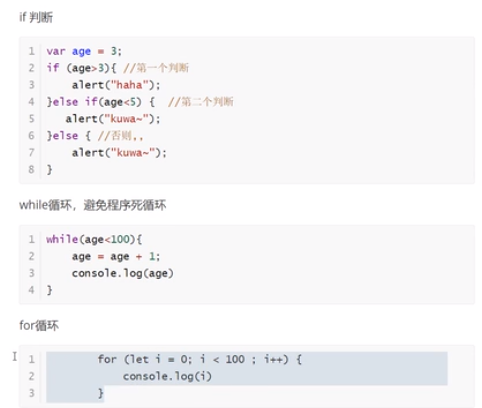 if 判断
1 var age = 3;
2 if (age>3){ //第一个判断
3     alert("haha");
4 }else if(age<5) {  //第二个判断
5    alert("kuwa~");
6 }else { //否则,,
7     alert("kuwa~");
8 }
while循环，避免程序死循环
1 while(age<100){
2     age = age + 1;
3     console.log(age)
4 }
for循环
1         for (let i = 0; i < 100 ; i++) {
2             console.log(i)
3         }